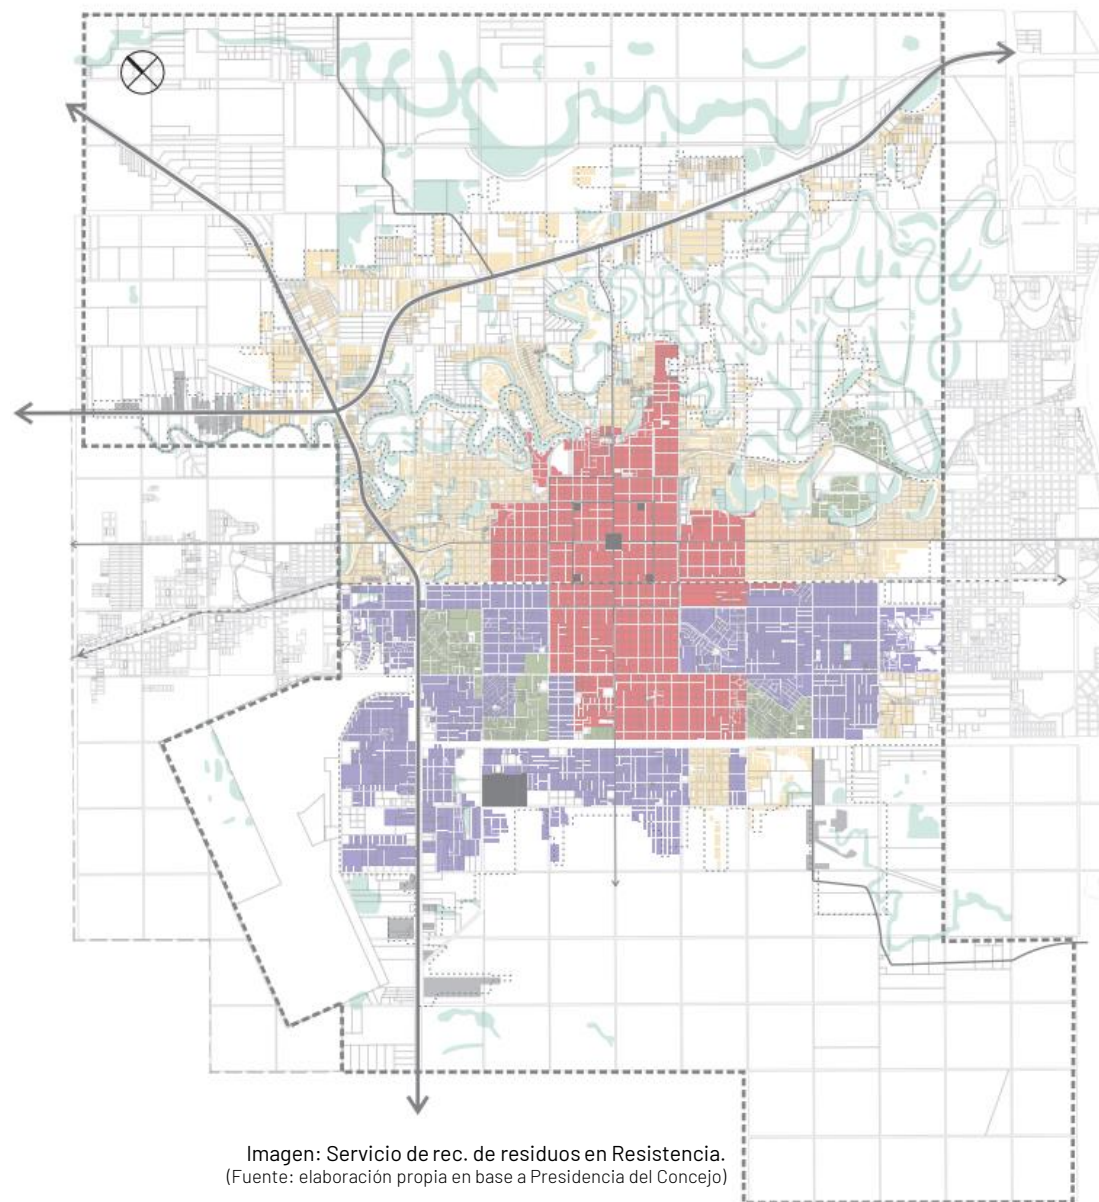 Imagen: Servicio de rec. de residuos en Resistencia.
(Fuente: elaboración propia en base a Presidencia del Concejo)